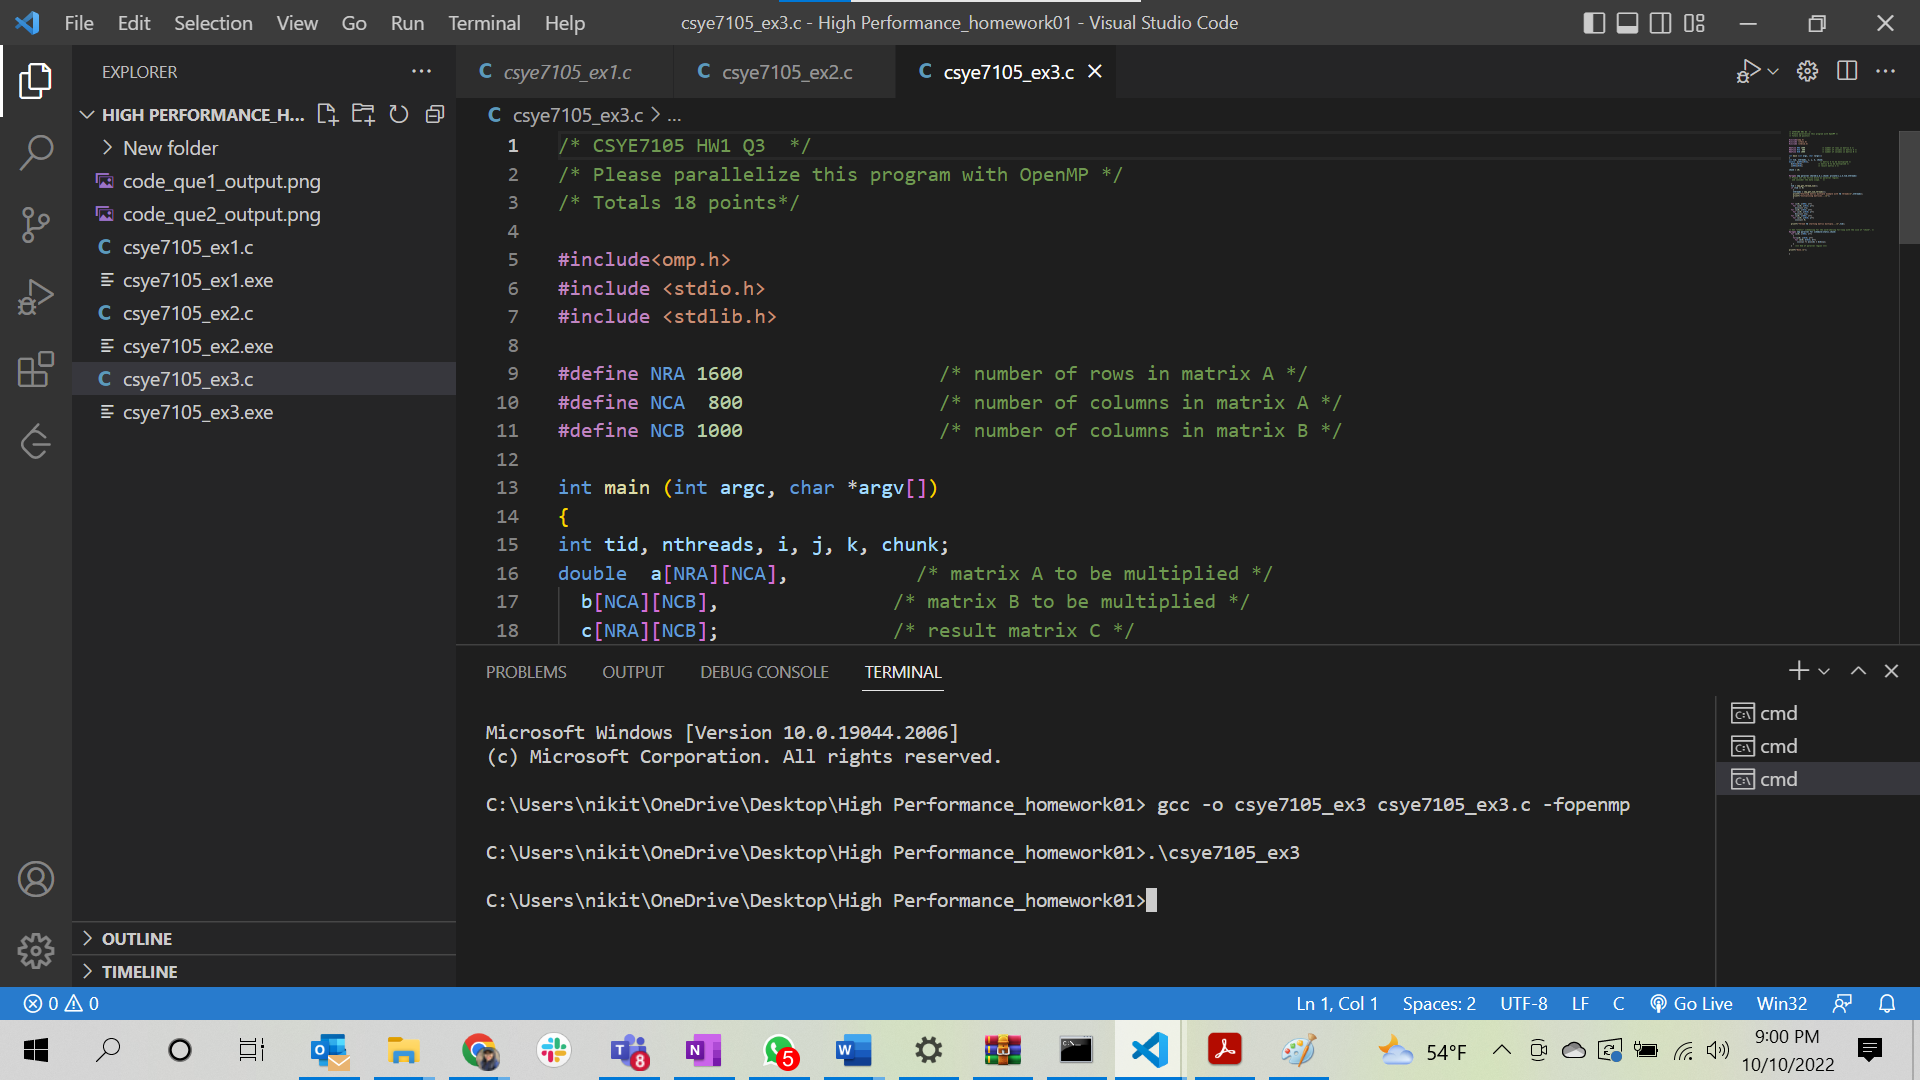 File Edit Selection View Go Run Terminal Help
csye7105_ex3.c - High Performance_homework01 - Visual Studio Code
EXPLORER
HIGH PERFORMANCE_H...
New folder
code_que1_output.png
code_que2_output.png
csye7105_ex1.c
csye7105_ex1.exe
csye7105_ex2.c
csye7105_ex2.exe
csye7105_ex3.c
csye7105_ex3.exe
OUTLINE
TIMELINE
C csye7105_ex1.c C csye7105_ex2.c C csye7105_ex3.c
C csye7105_ex3.c > ...
1 /* CSYE7105 HW1 Q3  */
2 /* Please parallelize this program with OpenMP */
3 /* Totals 18 points*/
4
5 #include<omp.h>
6 #include <stdio.h>
7 #include <stdlib.h>
8
9 #define NRA 1600 /* number of rows in matrix A */
10 #define NCA  800 /* number of columns in matrix A */
11 #define NCB 1000 /* number of columns in matrix B */
12
13 int main (int argc, char *argv[])
14 {
15 int tid, nthreads, i, j, k, chunk;
16 double  a[NRA][NCA], /* matrix A to be multiplied */
17 b[NCA][NCB], /* matrix B to be multiplied */
18 c[NRA][NCB]; /* result matrix C */
PROBLEMS OUTPUT DEBUG CONSOLE TERMINAL
Microsoft Windows [Version 10.0.19044.2006]
(c) Microsoft Corporation. All rights reserved.
C:\Users\nikit\OneDrive\Desktop\High Performance_homework01> gcc -o csye7105_ex3 csye7105_ex3.c -fopenmp
C:\Users\nikit\OneDrive\Desktop\High Performance_homework01>.\csye7105_ex3
C:\Users\nikit\OneDrive\Desktop\High Performance_homework01>
cmd
cmd
cmd
0 0 Ln 1, Col 1 Spaces: 2 UTF-8 LF C Go Live Win32
8 5 54°F
9:00 PM
10/10/2022